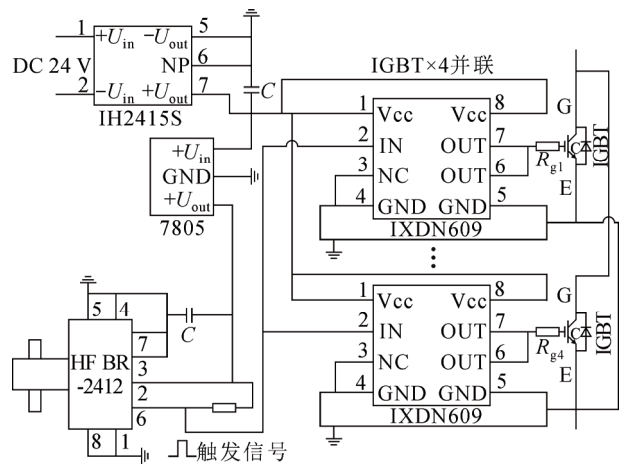 1 +Uin −Uout 5
DC 24 V NP 6
2 −Uin +Uout 7
IH2415S
C
IGBT×4并联
1 Vcc Vcc 8 G
2 IN OUT 7
Rg1 C IGBT
3 NC OUT 6
E
4 GND GND 5
IXDN609
+Uin
GND
+Uout
7805
⋮
1 Vcc Vcc 8 G
2 IN OUT 7
Rg4 C IGBT
3 NC OUT 6
E
4 GND GND 5
IXDN609
5 4
C
7
HF BR
-2412
3
2
6
8 1
触发信号